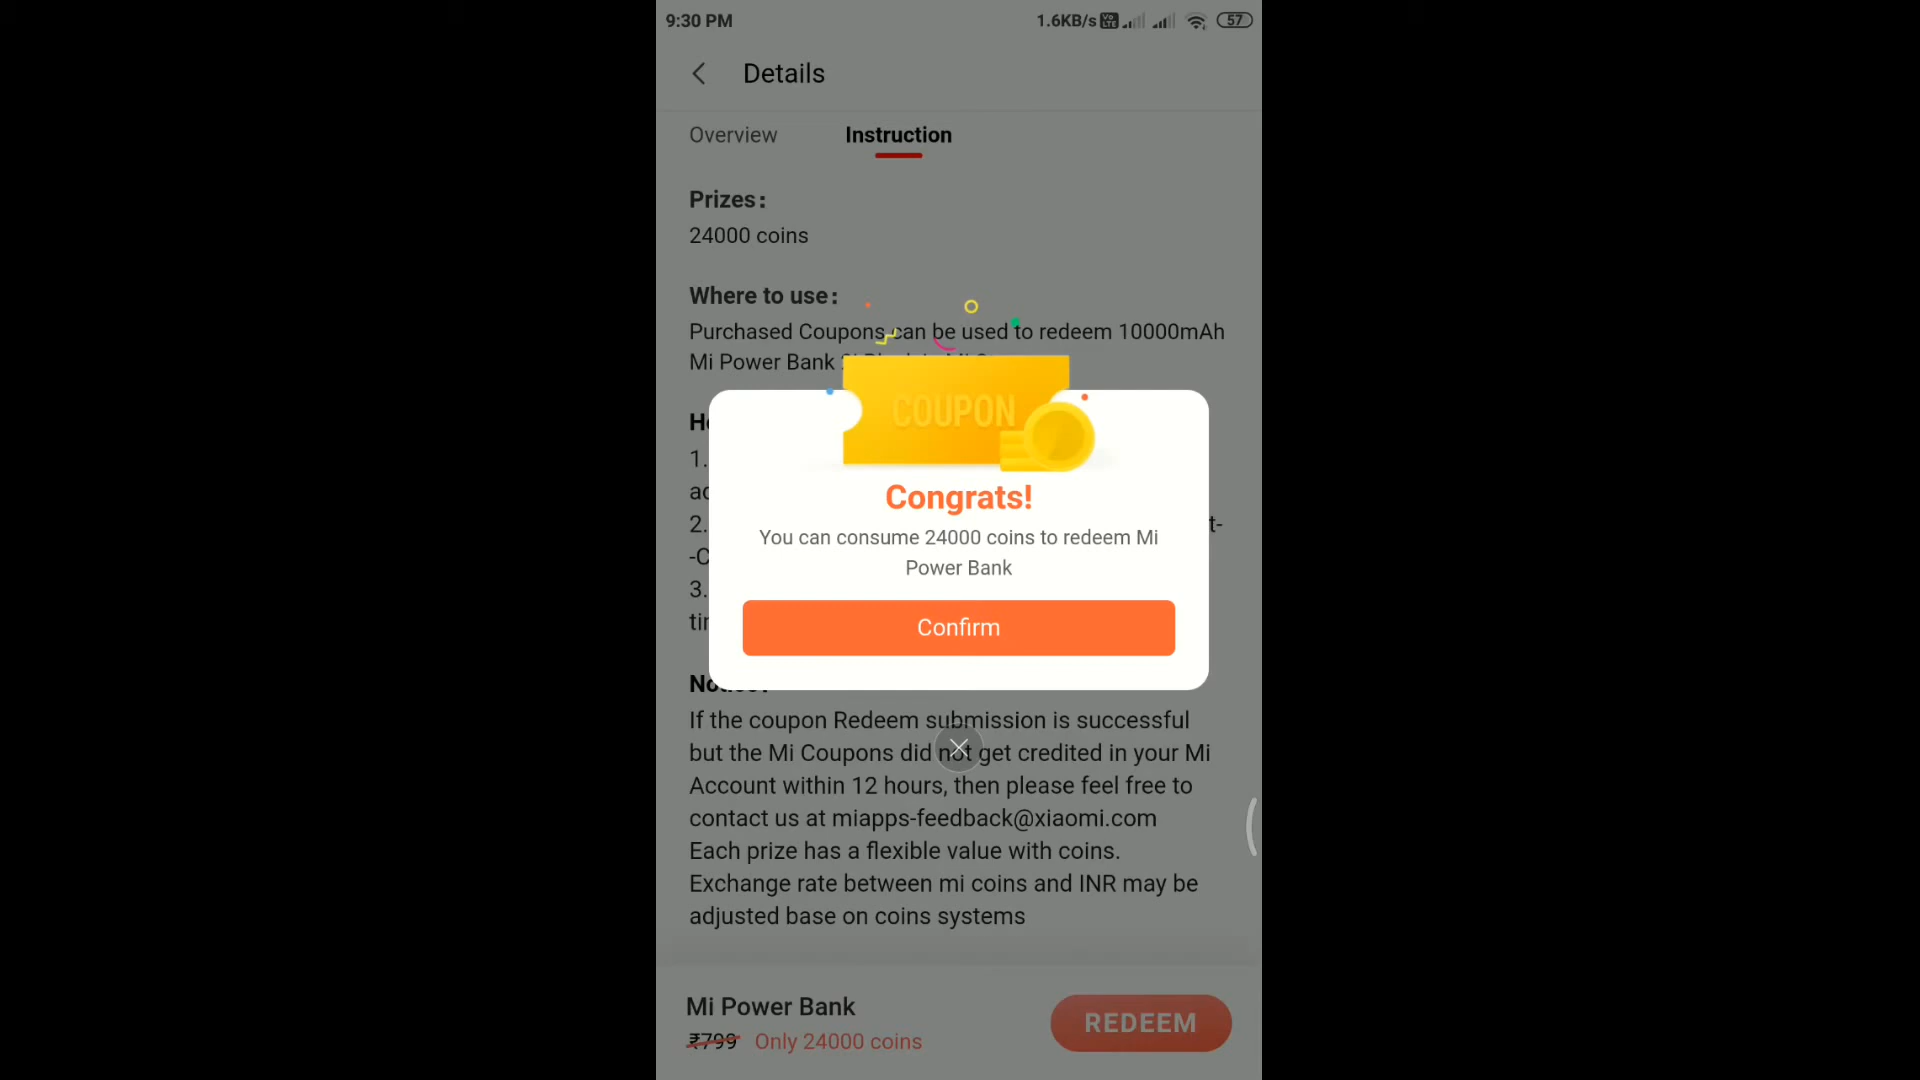 9:30 PM
1.6KB/s Vo LTE 57
Details
Overview Instruction
Prizes:
24000 coins
Where to use:
Purchased Coupons can be used to redeem 10000mAh
Mi Power Bank
COUPON
1.
2.
t-
-C
3.
Congrats!
You can consume 24000 coins to redeem Mi
Power Bank
Confirm
If the coupon Redeem submission is successful
but the Mi Coupons did not get credited in your Mi
Account within 12 hours, then please feel free to
contact us at miapps-feedback@xiaomi.com
Each prize has a flexible value with coins.
Exchange rate between mi coins and INR may be
adjusted base on coins systems
Mi Power Bank
₹799 Only 24000 coins
REDEEM